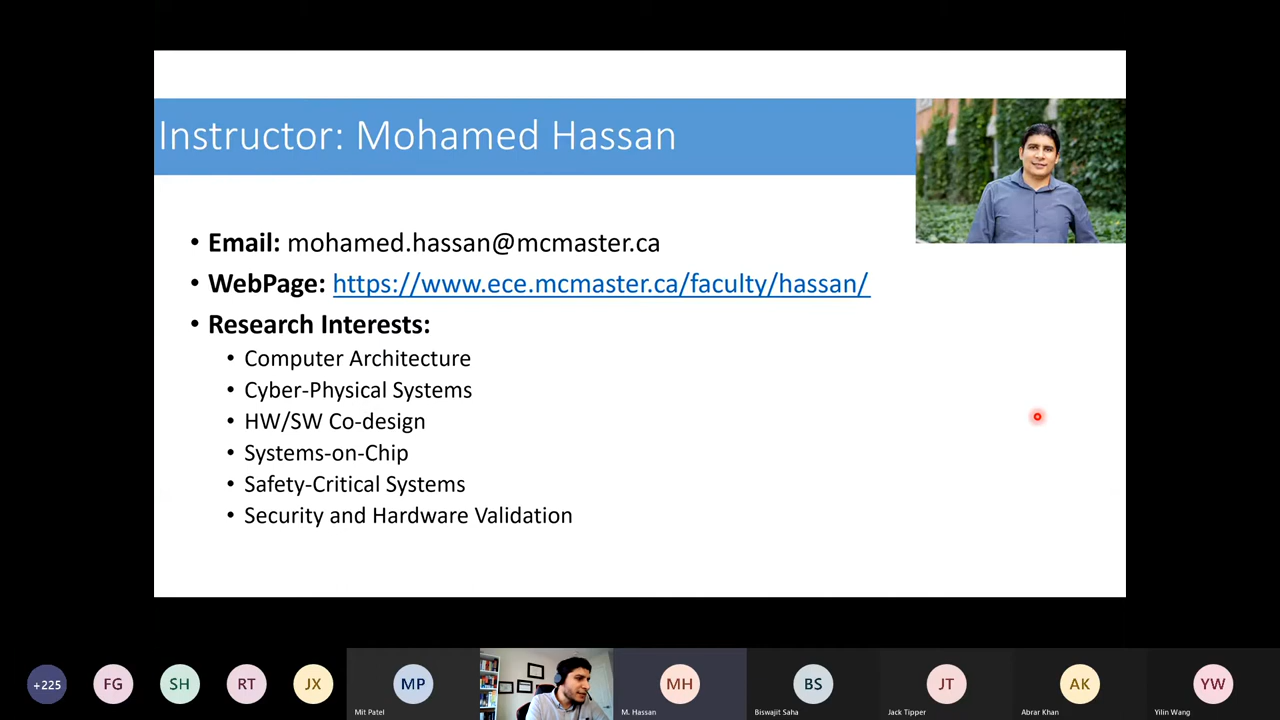 Instructor: Mohamed Hassan
• Email: mohamed.hassan@mcmaster.ca
• WebPage: https://www.ece.mcmaster.ca/faculty/hassan/
• Research Interests:
• Computer Architecture
• Cyber-Physical Systems
• HW/SW Co-design
• Systems-on-Chip
• Safety-Critical Systems
• Security and Hardware Validation
+225 FG SH RT JX MP MH BS JT AK YW
Mit Patel M. Hassan Biswajit Saha Jack Tipper Abrar Khan Yilin Wang